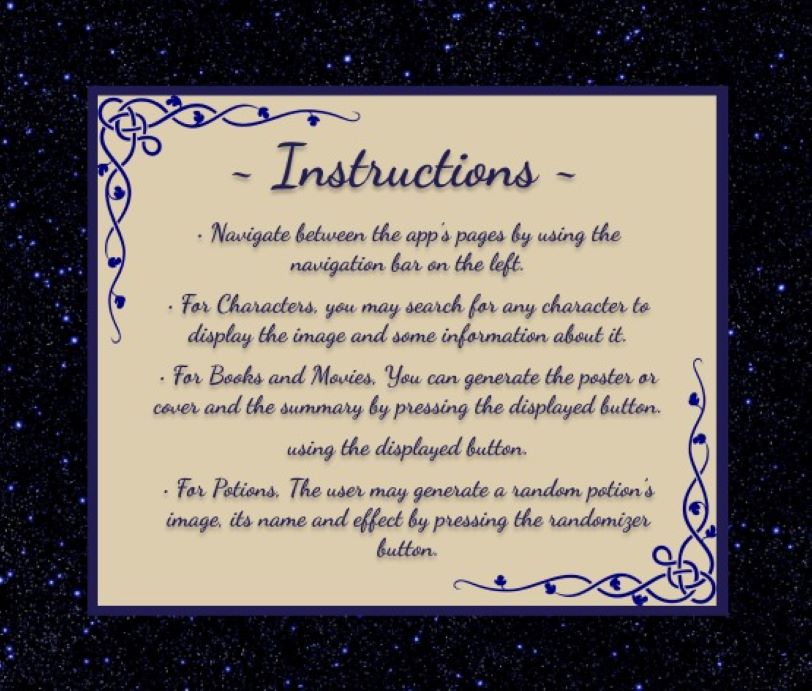 ~ Instructions ~
• Navigate between the app's pages by using the
navigation bar on the left.
• For Characters, you may search for any character to
display the image and some information about it.
• For Books and Movies, You can generate the poster or
cover and the summary by pressing the displayed button.
using the displayed button.
• For Potions, The user may generate a random potion's
image, its name and effect by pressing the randomizer
button.